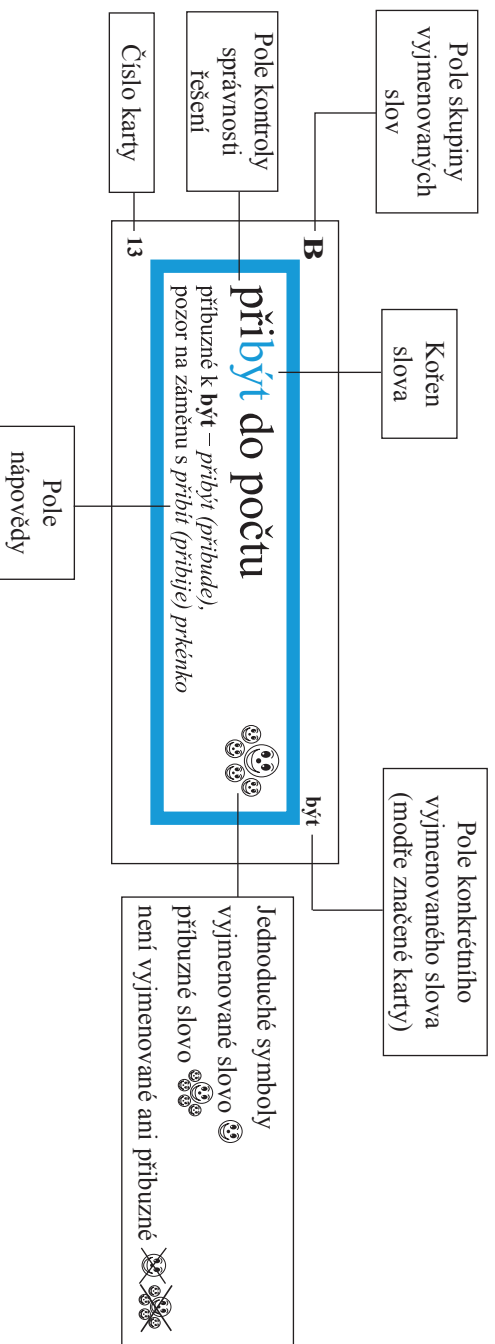 Pole skupiny
vyjmenovaných
slov
Kořen
slova
Pole konkrétního
vyjmenovaného slova
(modře značené karty)
Pole kontroly
správnosti
řešení
Číslo karty
B
být
přibýt do počtu
příbuzné k být – přibýt (přibude),
pozor na záměnu s přibít (přibije) prkénko
13
Pole
nápovědy
Jednoduché symboly
vyjmenované slovo
příbuzné slovo
není vyjmenované ani příbuzné